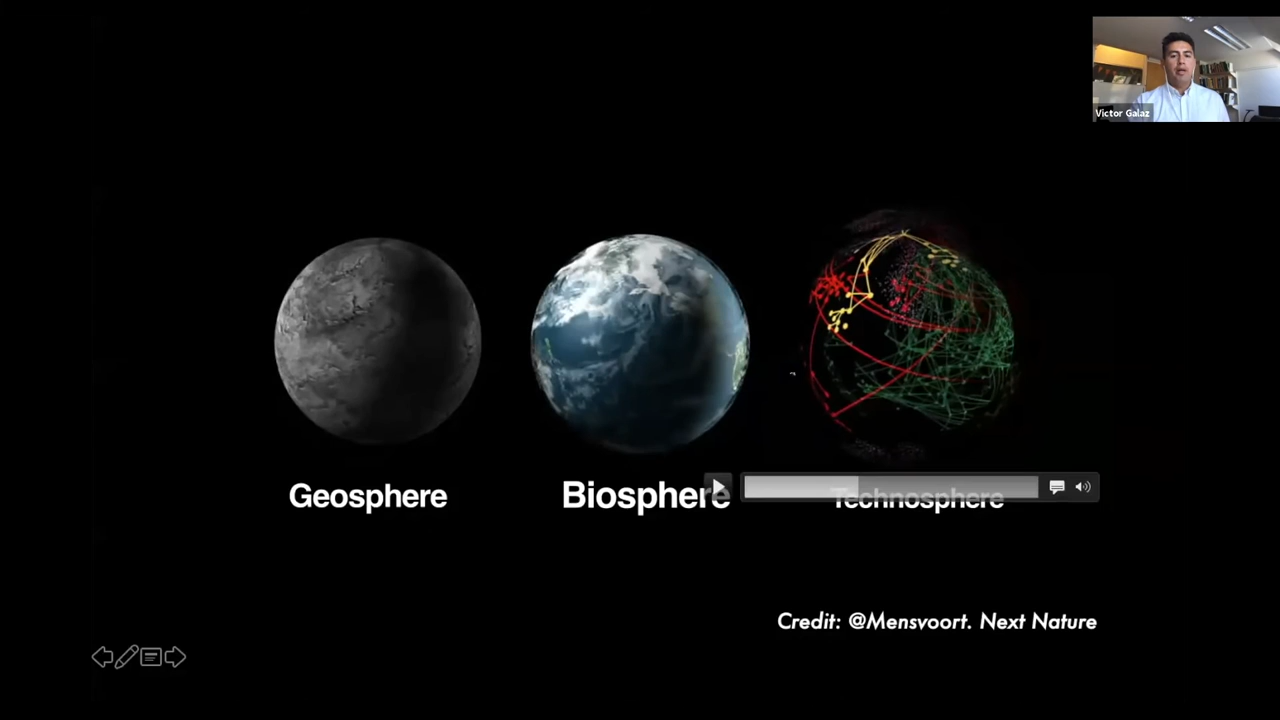 Victor Galaz
Geosphere
Biosphere
Technosphere
Credit: @Mensvoort. Next Nature